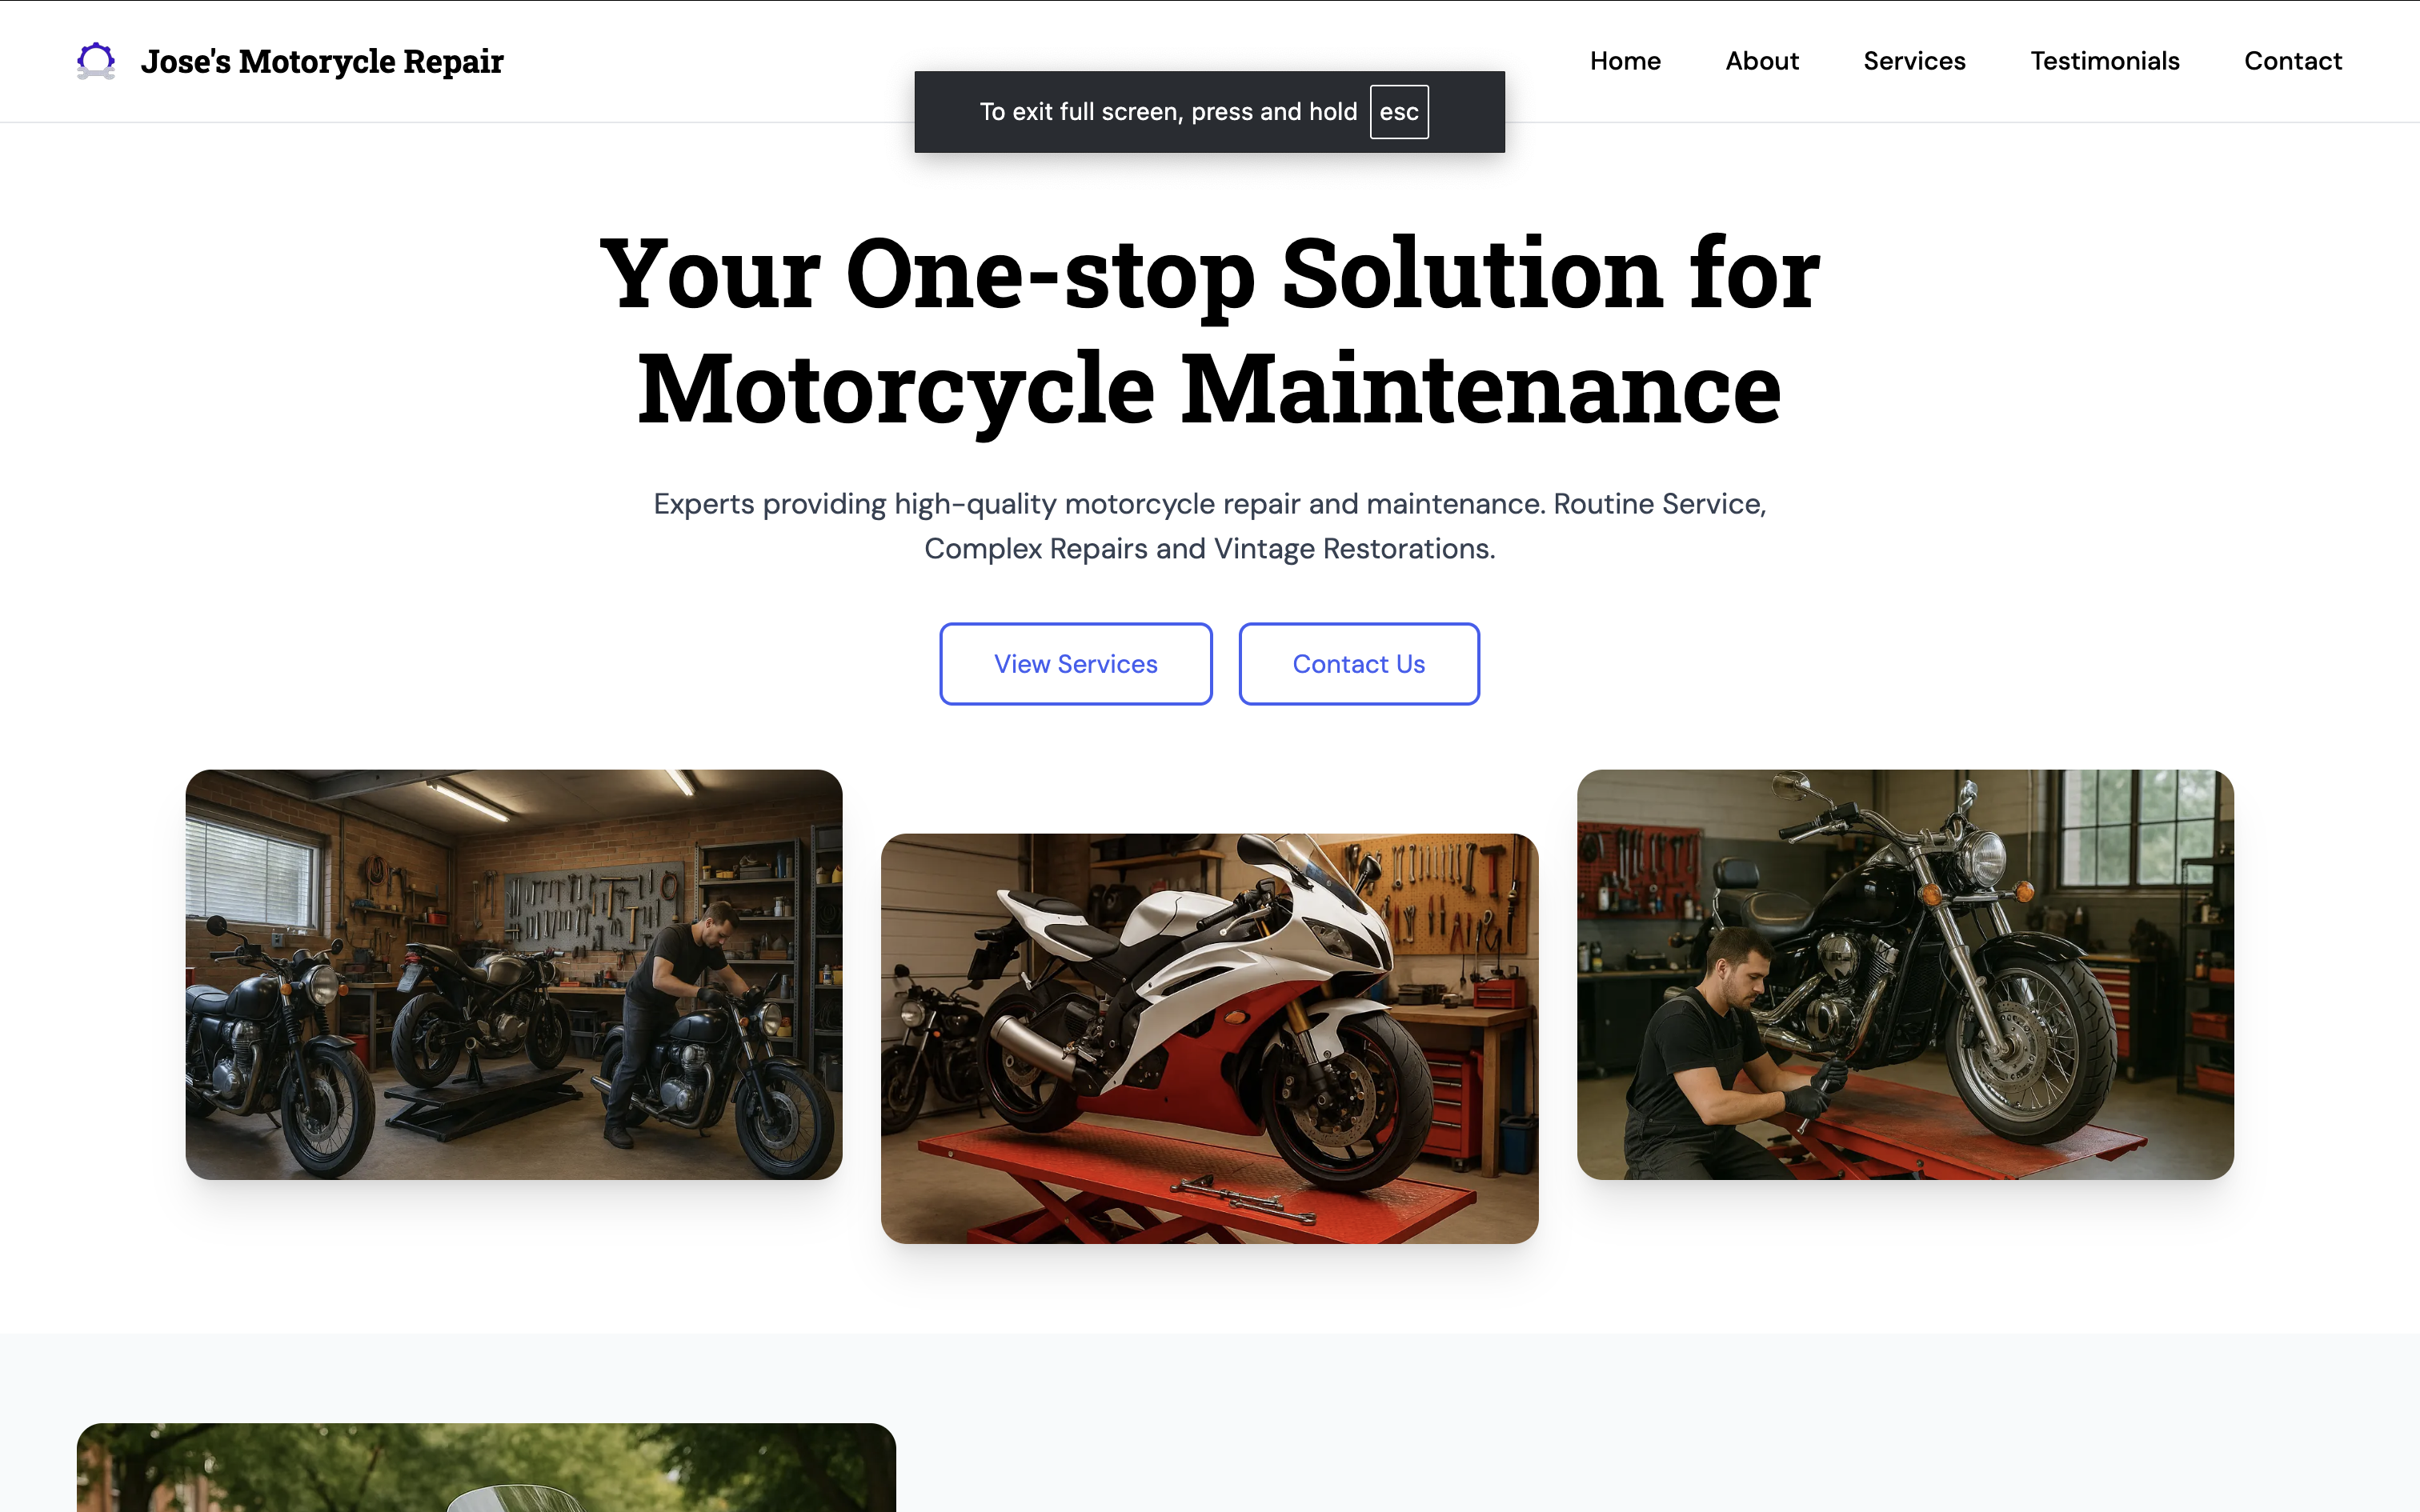 Jose's Motorycle Repair
Home About Services Testimonials Contact
To exit full screen, press and hold esc
Your One-stop Solution for
Motorcycle Maintenance
Experts providing high-quality motorcycle repair and maintenance. Routine Service,
Complex Repairs and Vintage Restorations.
View Services Contact Us